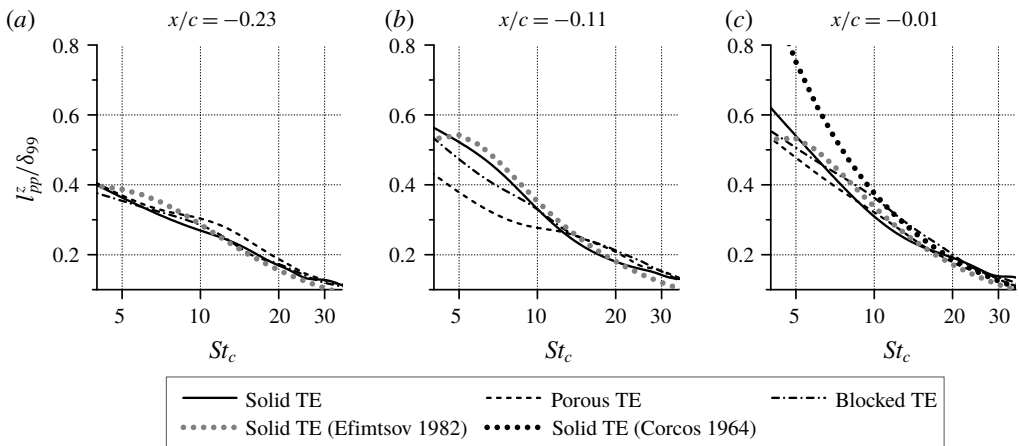 (a) x/c = −0.23 (b) x/c = −0.11 (c) x/c = −0.01
0.8 0.8 0.8
0.6 0.6 0.6
0.4 0.4 0.4
0.2 0.2 0.2
l^z_pp/δ_99
5 10 20 30 5 10 20 30 5 10 20 30
St_c St_c St_c
Solid TE Porous TE Blocked TE
Solid TE (Efimtsov 1982) Solid TE (Corcos 1964)